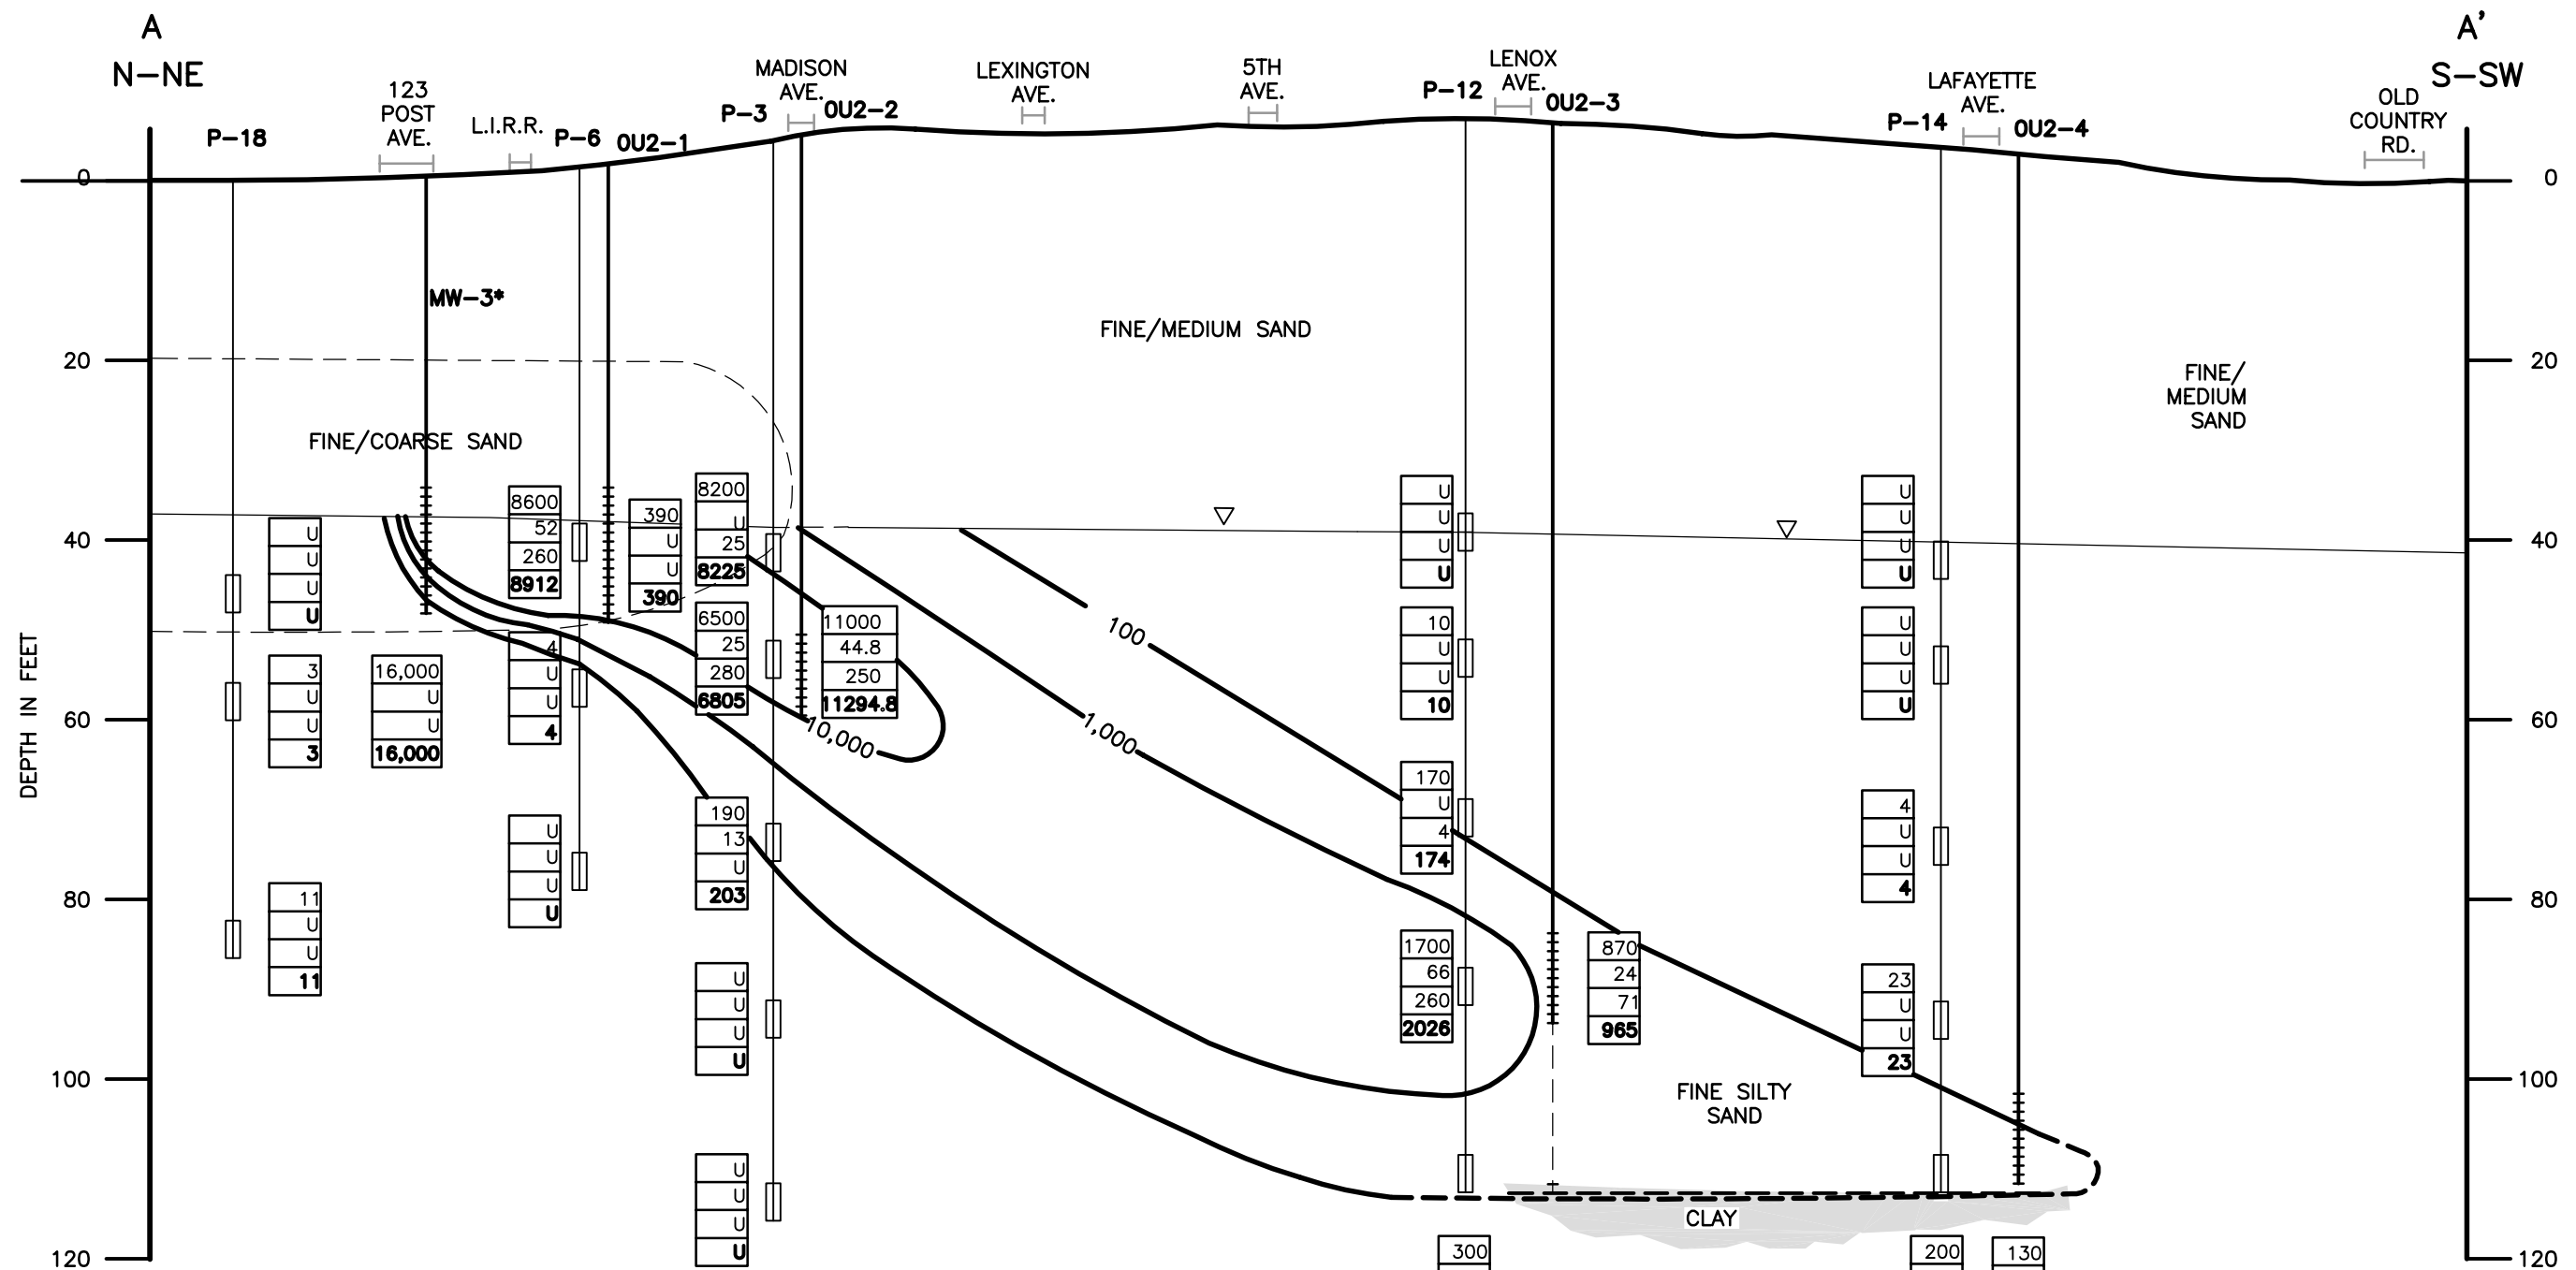 A
A'
N-NE
S-SW
P-18
123
POST
AVE.
L.I.R.R.
P-6
OU2-1
P-3
MADISON
AVE.
OU2-2
LEXINGTON
AVE.
5TH
AVE.
P-12
LENOX
AVE.
OU2-3
P-14
LAFAYETTE
AVE.
OU2-4
OLD
COUNTRY
RD.
0
20
40
60
80
100
120
DEPTH IN FEET
0
20
40
60
80
100
120
MW-3*
FINE/COARSE SAND
FINE/MEDIUM SAND
FINE/
MEDIUM
SAND
FINE SILTY
SAND
CLAY
U
U
U
U
3
U
U
3
11
U
U
11
16,000
U
U
16,000
8600
52
260
8912
4
U
U
4
U
U
U
U
390
U
U
390
8200
U
25
8225
6500
25
280
6805
190
13
U
203
U
U
U
U
U
U
U
U
11000
44.8
250
11294.8
10,000
1,000
100
U
U
U
U
10
U
U
10
170
U
4
174
1700
66
260
2026
300
870
24
71
965
U
U
U
U
U
U
U
U
4
U
U
4
23
U
U
23
200
130